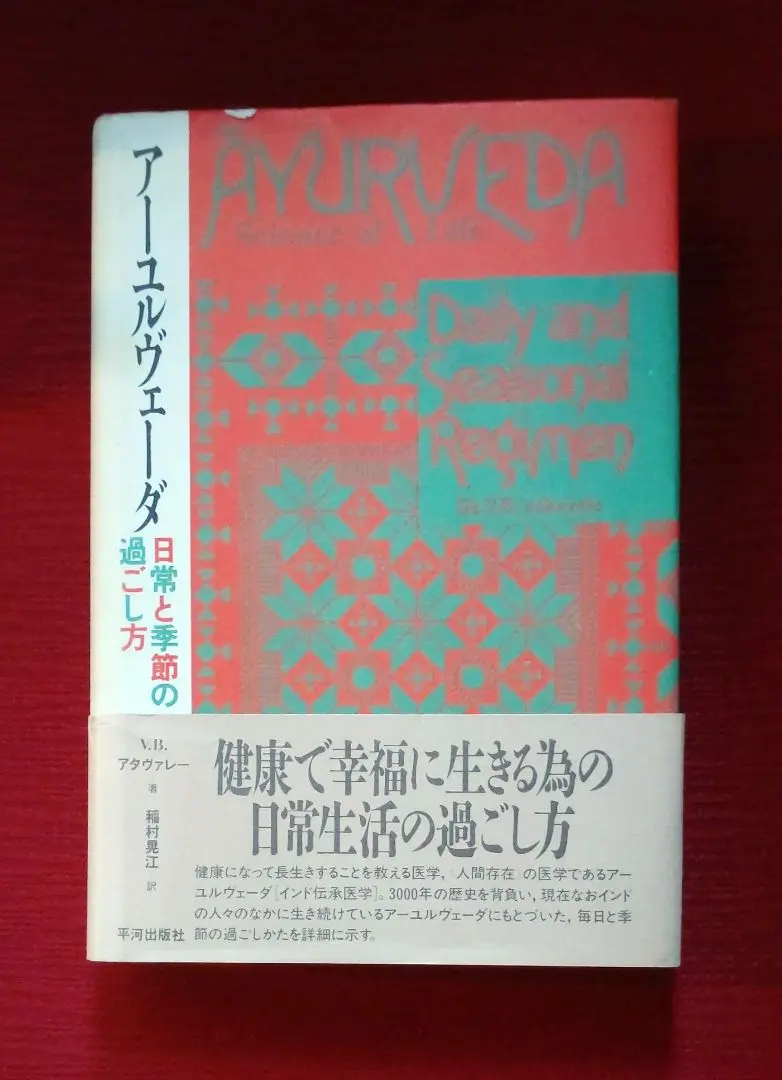 アーユルヴェーダ
日常と季節の
過ごし方
ĀYURVEDA
Science of Life
Daily and
Seasonal
Regimen
V.B.
アタヴァレー
著
稲村晃江
訳
平河出版社
健康で幸福に生きる為の
日常生活の過ごし方
健康になって長生きすることを教える医学, 人間存在 の医学であるアー
ユルヴェーダ[インド伝承医学]。3000年の歴史を背負い, 現在なおインド
の人々のなかに生き続けているアーユルヴェーダにもとづいた, 毎日と季
節の過ごしかたを詳細に示す。